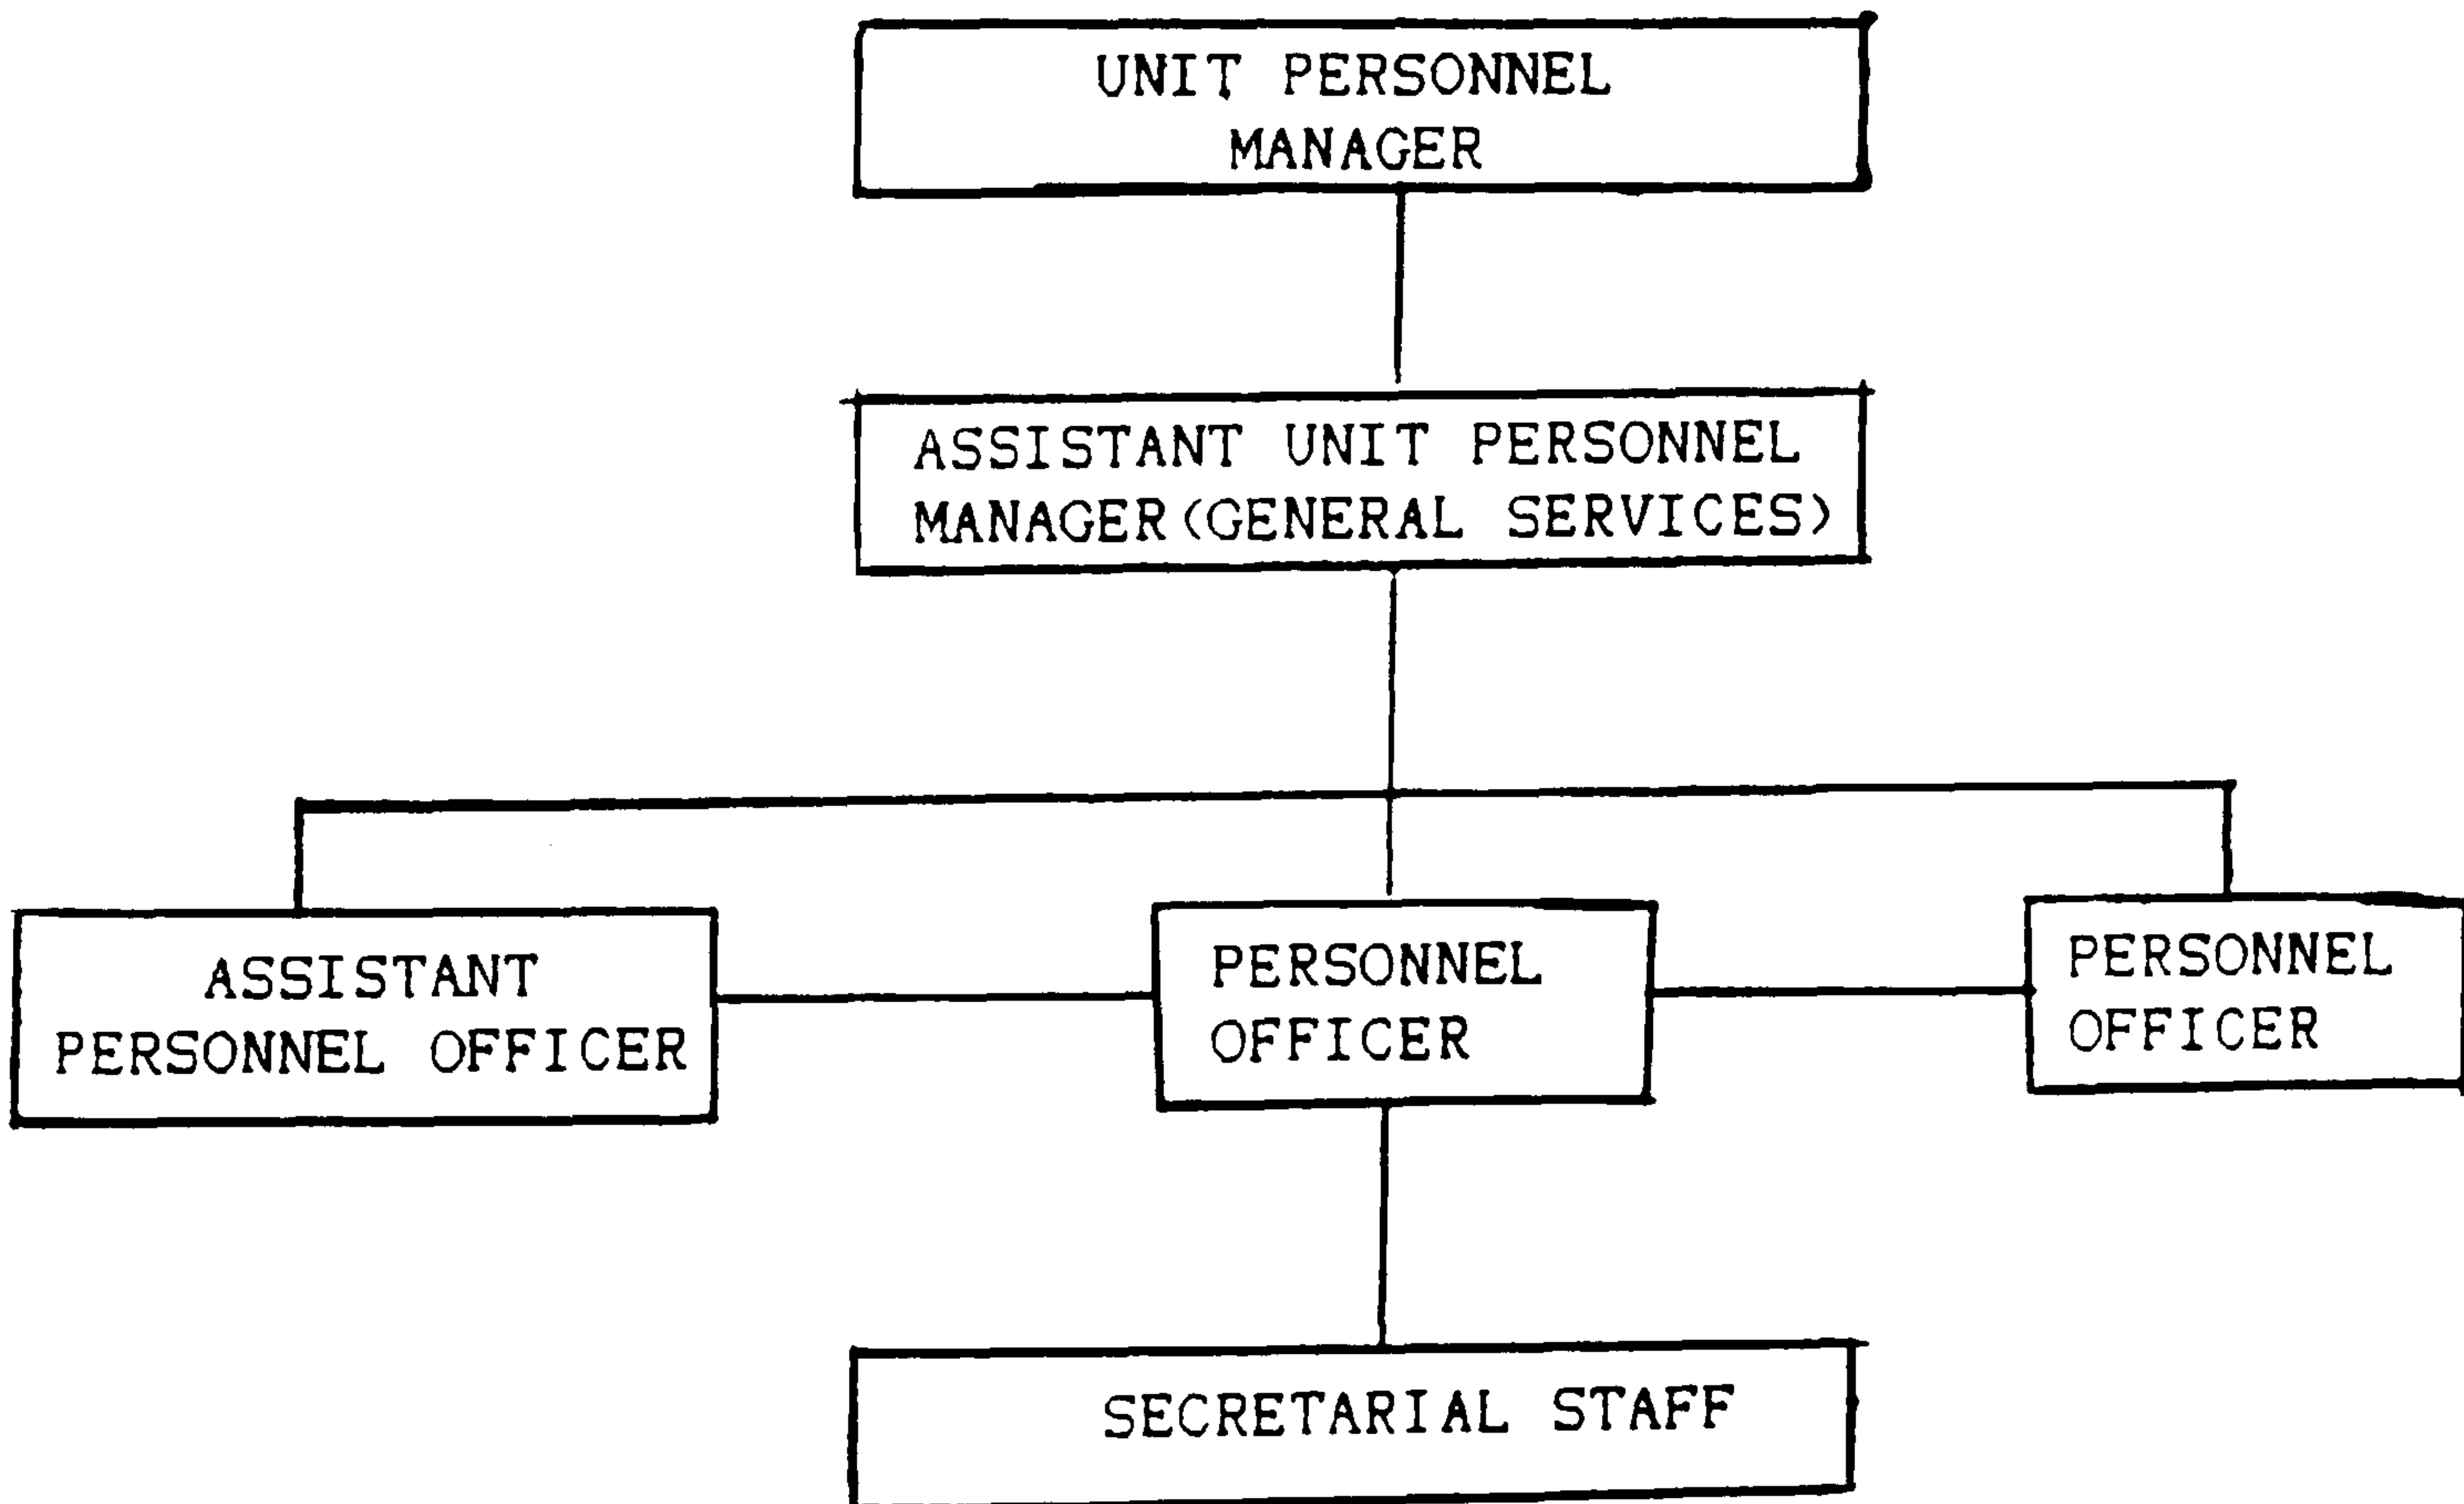 UNIT PERSONNEL
MANAGER
ASSISTANT UNIT PERSONNEL
MANAGER(GENERAL SERVICES)
ASSISTANT
PERSONNEL OFFICER
PERSONNEL
OFFICER
PERSONNEL
OFFICER
SECRETARIAL STAFF